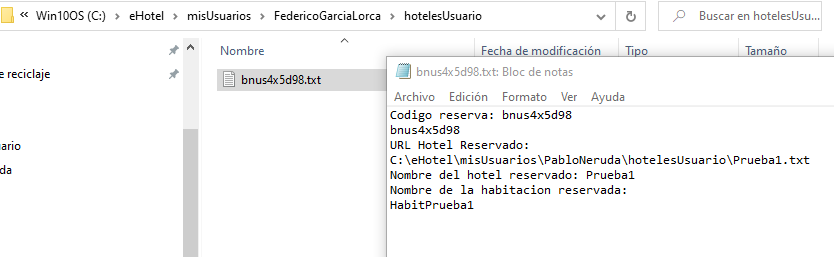 « Win10OS (C:) › eHotel › misUsuarios › FedericoGarciaLorca › hotelesUsuario
Buscar en hotelesUsu...
Nombre
Fecha de modificación
Tipo
Tamaño
e reciclaje
bnus4x5d98.txt
uario
da
bnus4x5d98.txt: Bloc de notas
Archivo Edición Formato Ver Ayuda
Codigo reserva: bnus4x5d98
bnus4x5d98
URL Hotel Reservado:
C:\eHotel\misUsuarios\PabloNeruda\hotelesUsuario\Prueba1.txt
Nombre del hotel reservado: Prueba1
Nombre de la habitacion reservada:
HabitPrueba1